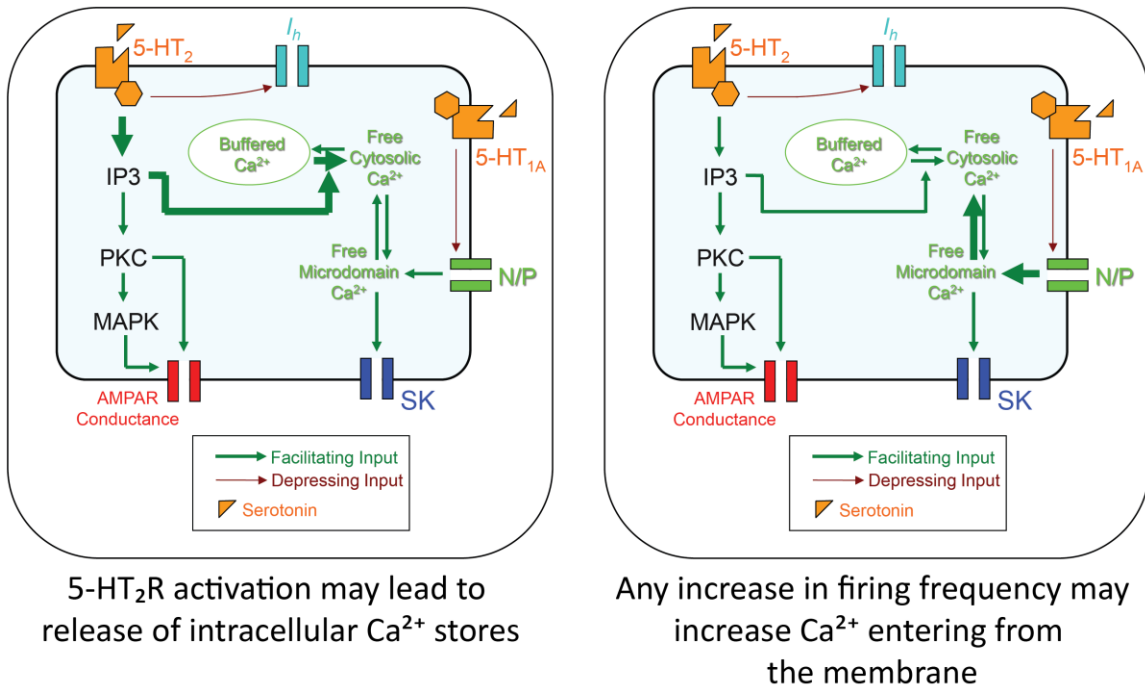 5-HT₂
Iₕ
Buffered
Ca²⁺
Free
Cytosolic
Ca²⁺
5-HT₁A
IP3
PKC
Free
Microdomain
Ca²⁺
N/P
MAPK
AMPAR
Conductance
SK
Facilitating Input
Depressing Input
Serotonin
5-HT₂R activation may lead to
release of intracellular Ca²⁺ stores
5-HT₂
Iₕ
Buffered
Ca²⁺
Free
Cytosolic
Ca²⁺
5-HT₁A
IP3
PKC
Free
Microdomain
Ca²⁺
N/P
MAPK
AMPAR
Conductance
SK
Facilitating Input
Depressing Input
Serotonin
Any increase in firing frequency may
increase Ca²⁺ entering from
the membrane